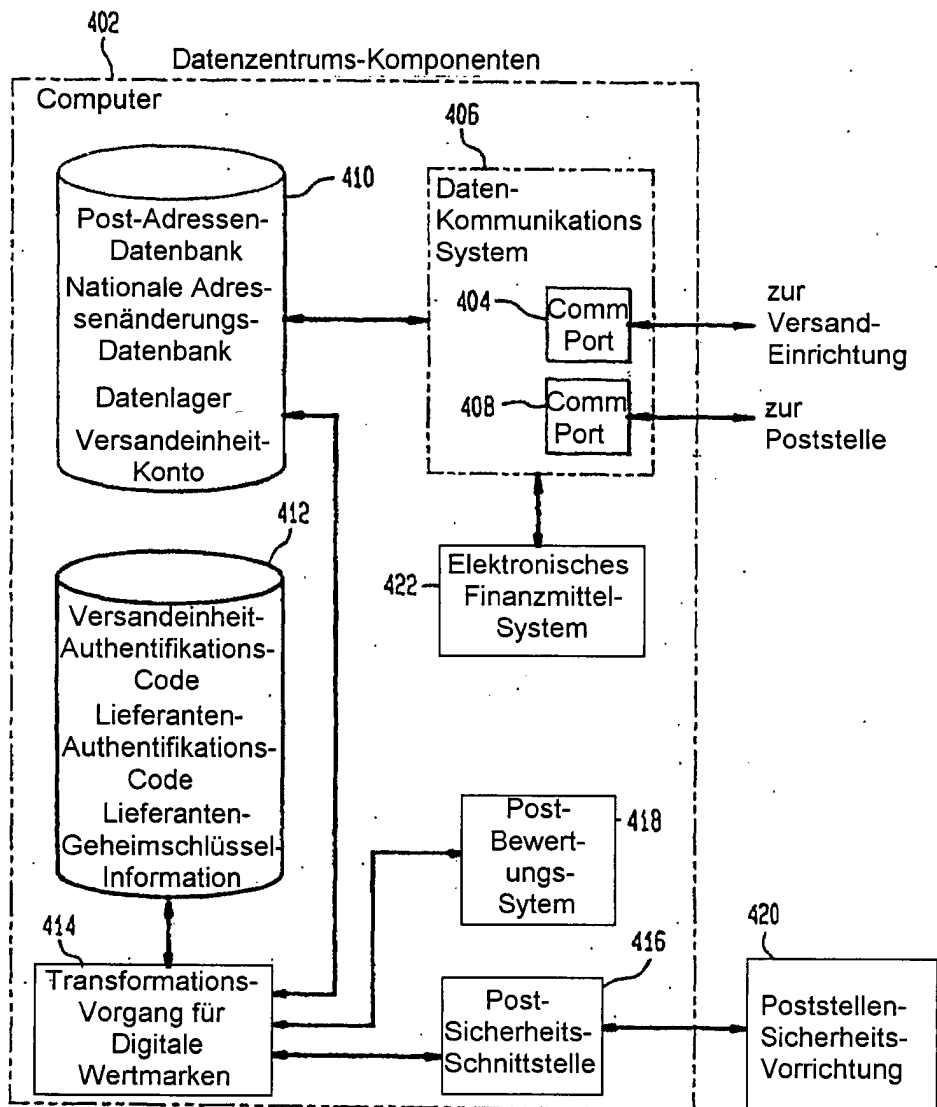 402
Datenzentrums-Komponenten
Computer
406
410
Post-Adressen-
Datenbank
Nationale Adres-
senänderungs-
Datenbank
Datenlager
Versandeinheit-
Konto
Daten-
Kommunikations
System
404
Comm
Port
zur
Versand-
Einrichtung
408
Comm
Port
zur
Poststelle
412
Versandeinheit-
Authentifikations-
Code
Lieferanten-
Authentifikations-
Code
Lieferanten-
Geheimschlüssel-
Information
422
Elektronisches
Finanzmittel-
System
Post-
Bewert-
ungs-
Sytem
418
414
Transformations-
Vorgang für
Digitale
Wertmarken
416
Post-
Sicherheits-
Schnittstelle
420
Poststellen-
Sicherheits-
Vorrichtung